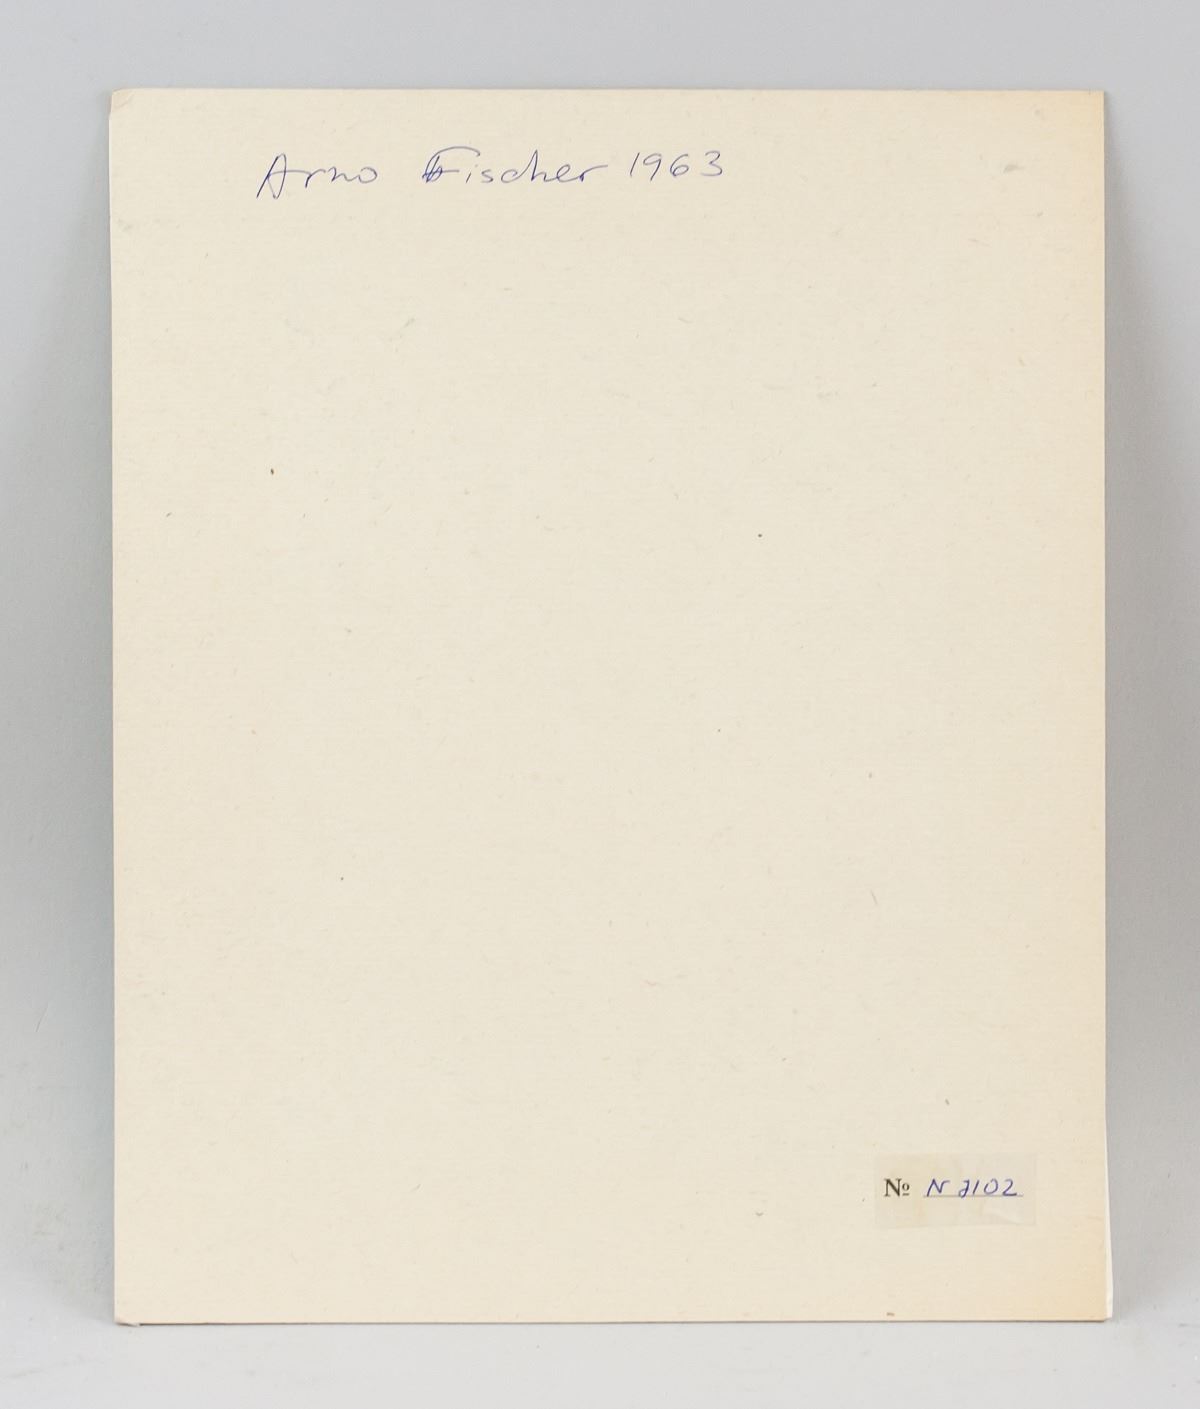 Arno Fischer 1963
№ N 2102